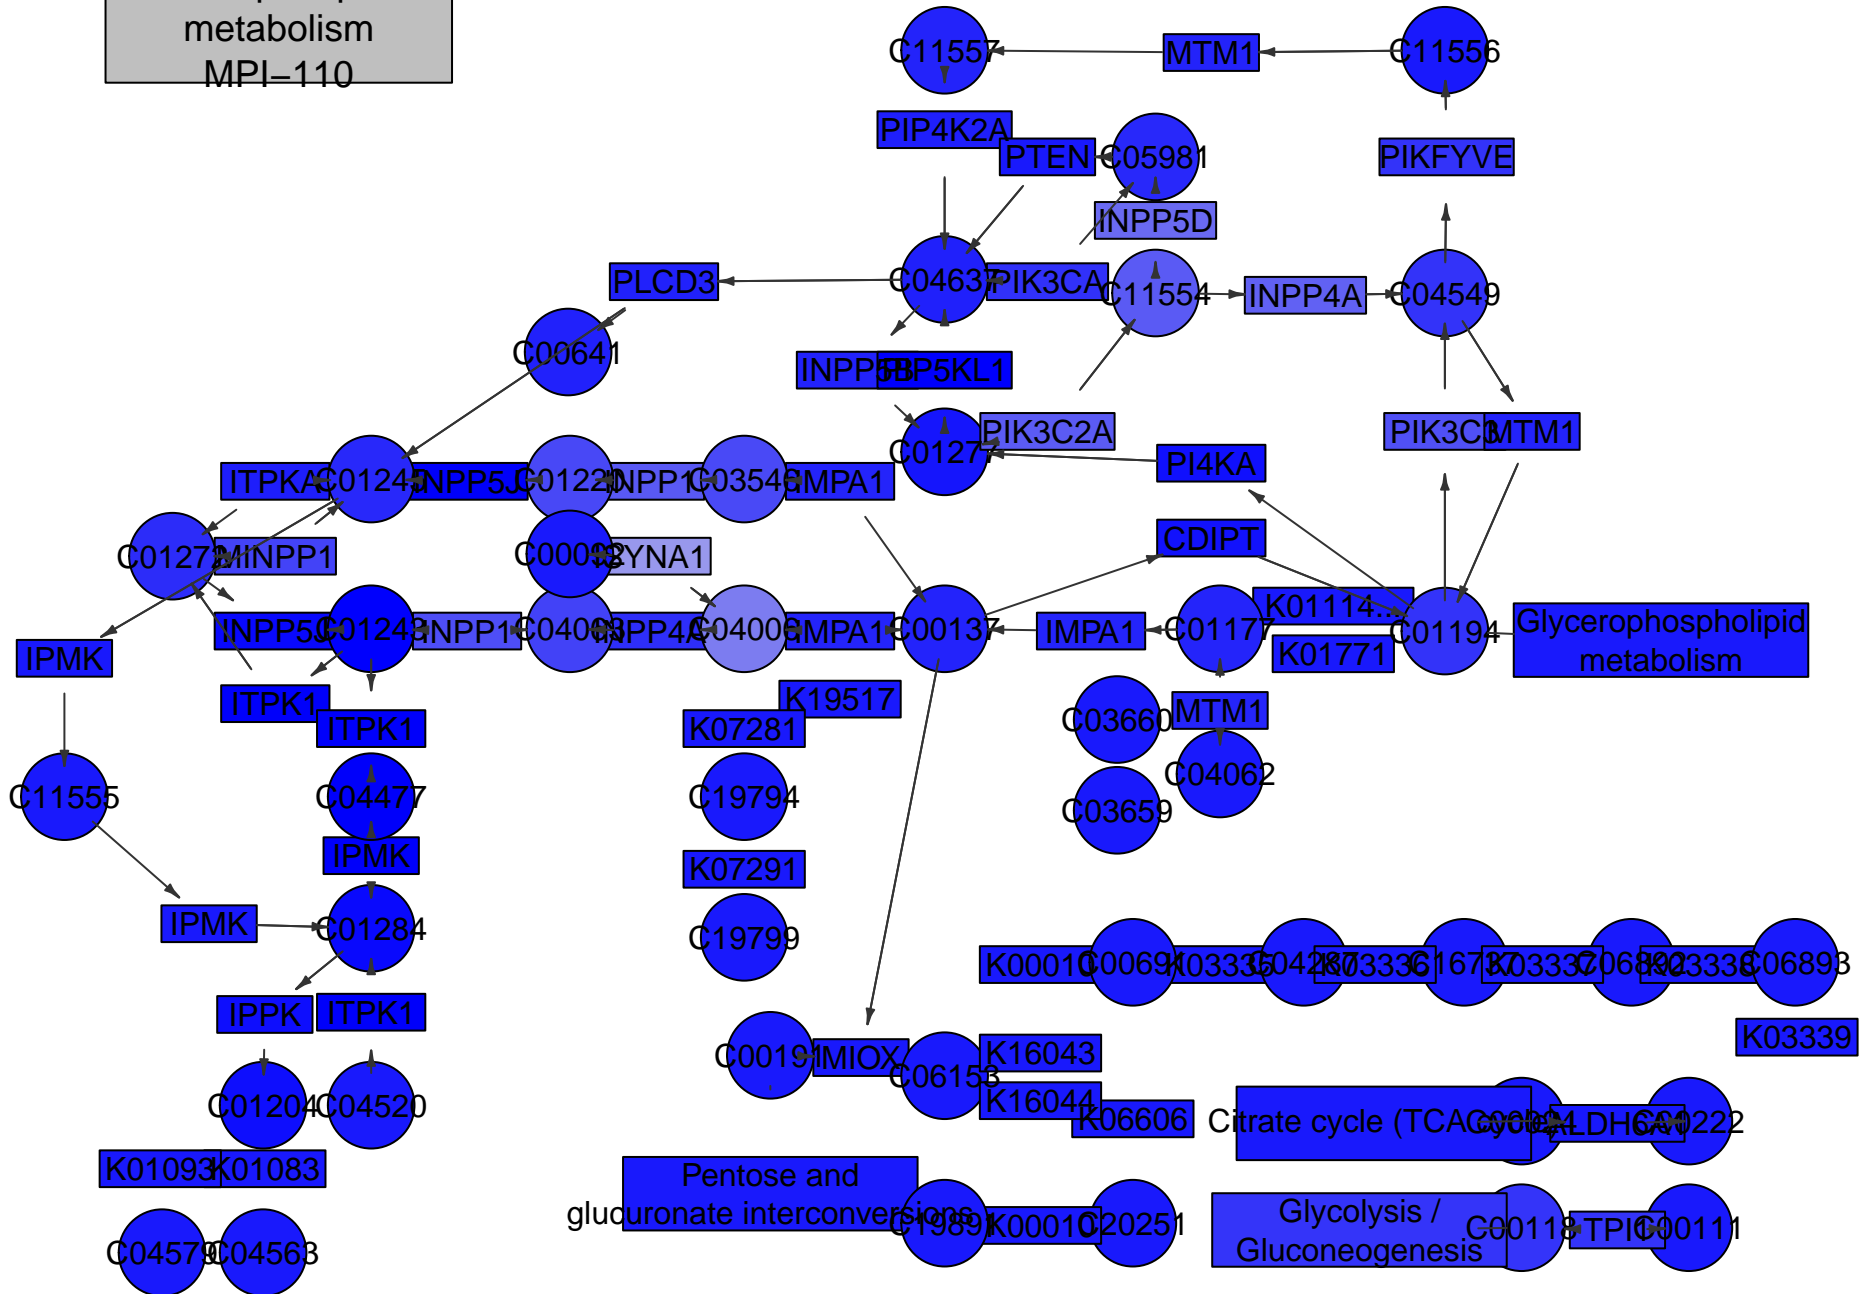 metabolism
MPI–110
C11557
MTM1
C11556
PIP4K2A
PTEN
C05981
PIKFYVE
INPP5D
PLCD3
C04637
PIK3CA
C11554
INPP4A
C04549
C00641
INPP5B
PIP5KL1
C01277
PIK3C2A
PIK3C3
MTM1
PI4KA
ITPKA
C01245
INPP5J
C01220
INPP1
C03546
IMPA1
C01272
MINPP1
C00092
ISYNA1
CDIPT
INPP5J
C01243
INPP1
C04063
INPP4A
C04006
IMPA1
C00137
IMPA1
C01177
K01114...
K01771
C01194
Glycerophospholipid
metabolism
IPMK
ITPK1
ITPK1
K19517
K07281
C03660
MTM1
C11555
C04477
C19794
C03659
C04062
IPMK
K07291
IPMK
C01284
C19799
K00010
C00691
K03335
C04287
K03336
C16737
K03337
C06892
K03338
C06893
IPPK
ITPK1
K03339
C00191
MIOX
C06153
K16043
K16044
K06606
C01204
C04520
Citrate cycle (TCA cycle)
ALDH6A1
C00222
K01093
K01083
Pentose and
glucuronate interconversions
C19891
K00010
C20251
Glycolysis /
Gluconeogenesis
C00118
TPI1
C00111
C04579
C04563